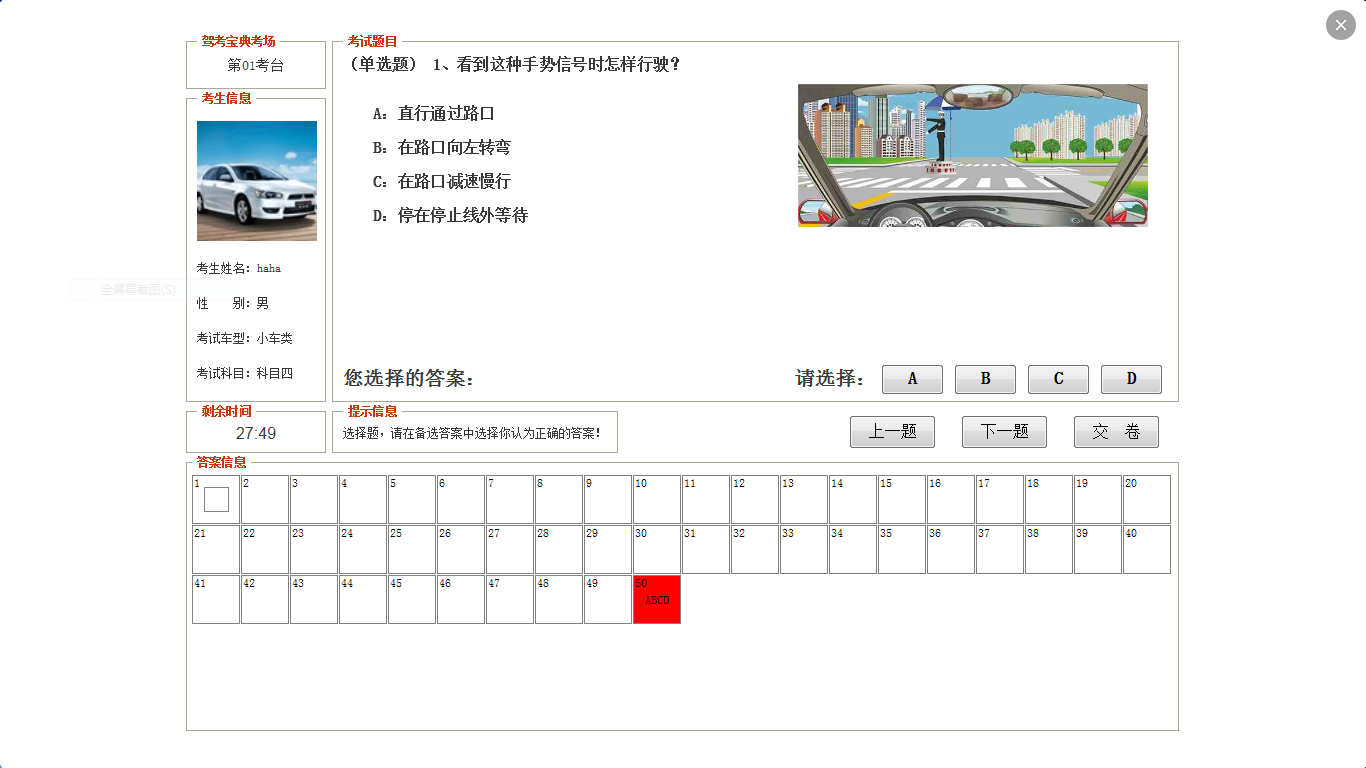 驾考宝典考场
第01考台
考生信息
考生姓名：haha
性　　别：男
考试车型：小车类
考试科目：科目四
全屏幕截图(S)
考试题目
（单选题） 1、看到这种手势信号时怎样行驶？
A：直行通过路口
B：在路口向左转弯
C：在路口减速慢行
D：停在停止线外等待
您选择的答案：
请选择： A B C D
剩余时间
27:49
提示信息
选择题，请在备选答案中选择你认为正确的答案！
上一题 下一题 交 卷
答案信息
1 2 3 4 5 6 7 8 9 10 11 12 13 14 15 16 17 18 19 20
21 22 23 24 25 26 27 28 29 30 31 32 33 34 35 36 37 38 39 40
41 42 43 44 45 46 47 48 49 50
ABCD